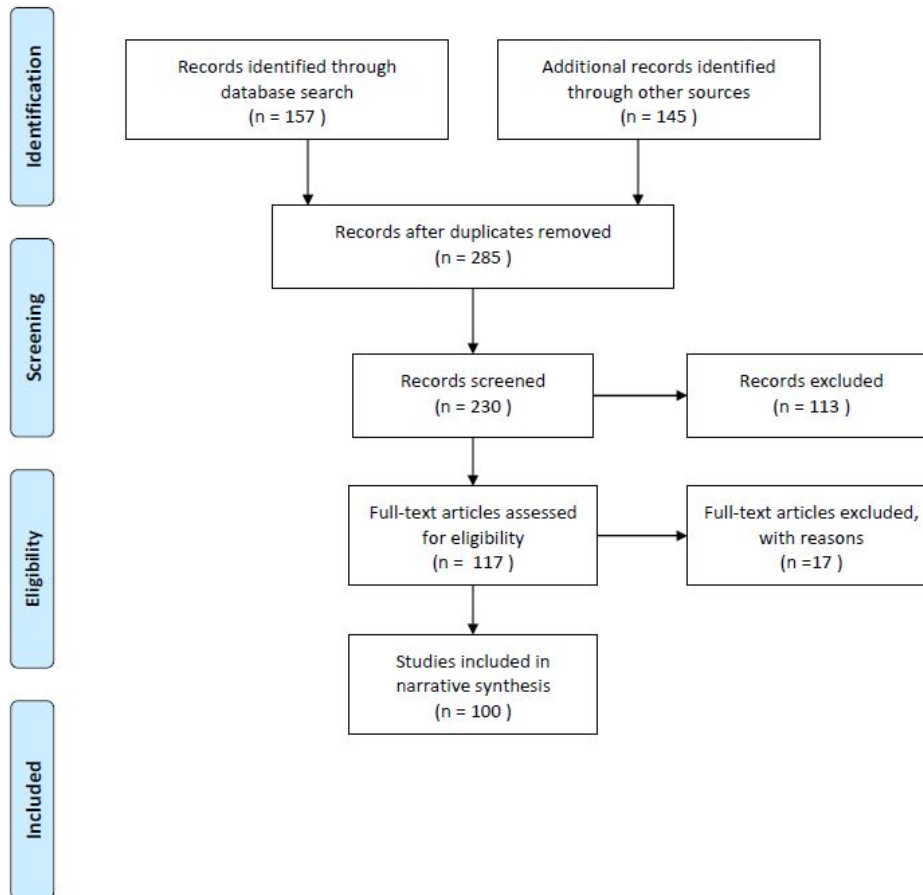 Identification
Records identified through
database search
(n = 157 )
Additional records identified
through other sources
(n = 145 )
Records after duplicates removed
(n = 285 )
Screening
Records screened
(n = 230 )
Records excluded
(n = 113 )
Eligibility
Full-text articles assessed
for eligibility
(n =  117 )
Full-text articles excluded,
with reasons
(n =17 )
Studies included in
narrative synthesis
(n = 100 )
Included